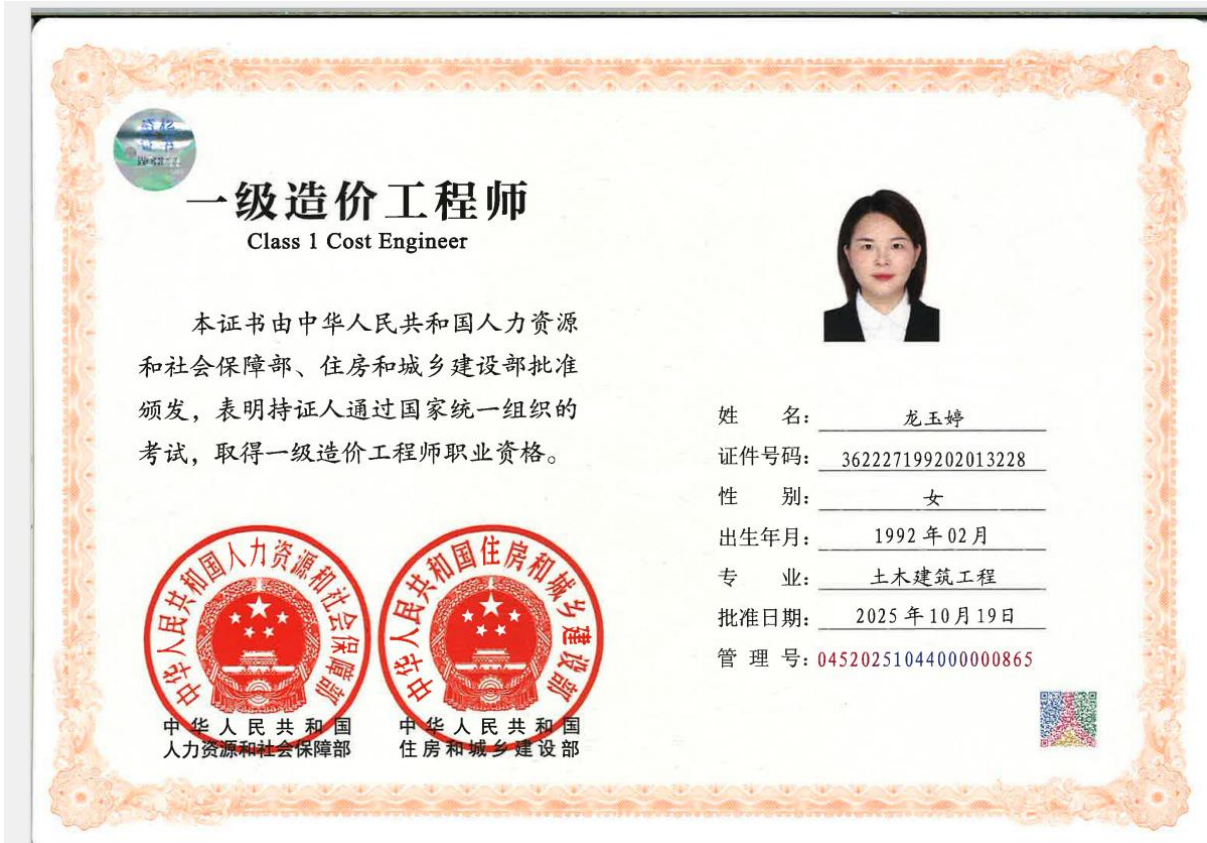 一级造价工程师
Class 1 Cost Engineer
本证书由中华人民共和国人力资源
和社会保障部、住房和城乡建设部批准
颁发，表明持证人通过国家统一组织的
考试，取得一级造价工程师职业资格。
姓 名：龙玉婷
证件号码：362227199202013228
性 别：女
出生年月：1992年02月
专 业：土木建筑工程
批准日期：2025年10月19日
管 理 号：04520251044000000865
中华人民共和国人力资源和社会保障部
中华人民共和国住房和城乡建设部
中华人民共和国
人力资源和社会保障部
中华人民共和国
住房和城乡建设部